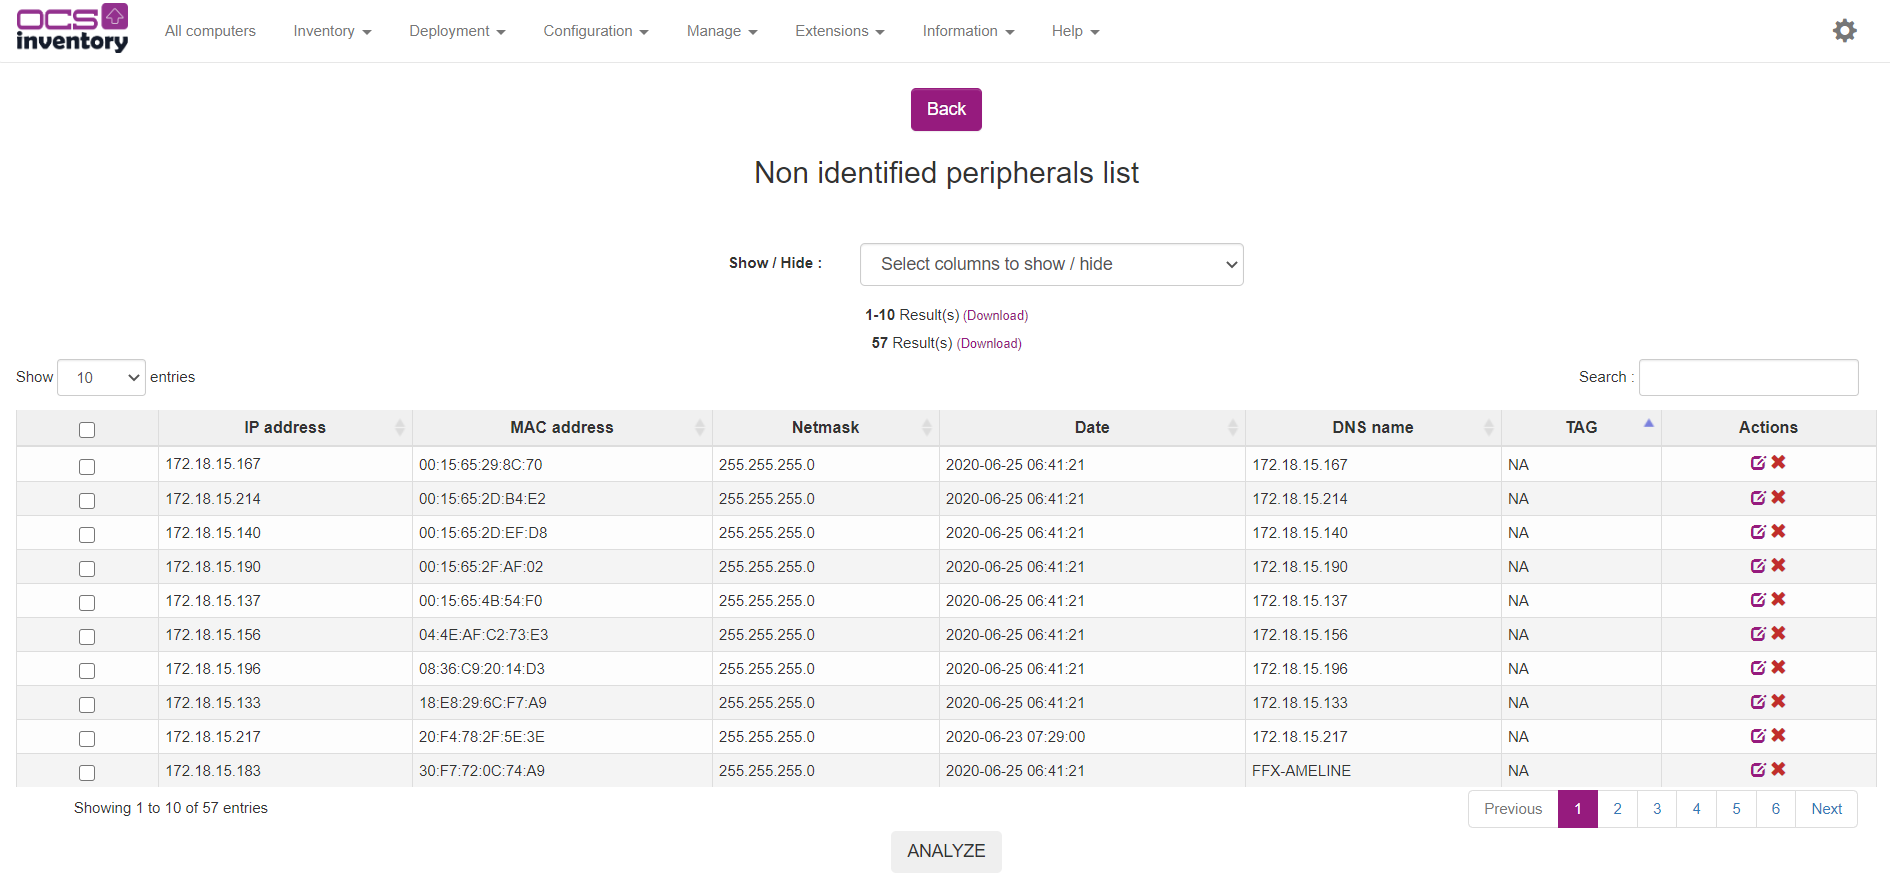 OCS inventory All computers Inventory Deployment Configuration Manage Extensions Information Help
Back
Non identified peripherals list
Show / Hide : Select columns to show / hide
1-10 Result(s) (Download)
57 Result(s) (Download)
Show 10 entries Search :
IP address MAC address Netmask Date DNS name TAG Actions
172.18.15.167 00:15:65:29:8C:70 255.255.255.0 2020-06-25 06:41:21 172.18.15.167 NA
172.18.15.214 00:15:65:2D:B4:E2 255.255.255.0 2020-06-25 06:41:21 172.18.15.214 NA
172.18.15.140 00:15:65:2D:EF:D8 255.255.255.0 2020-06-25 06:41:21 172.18.15.140 NA
172.18.15.190 00:15:65:2F:AF:02 255.255.255.0 2020-06-25 06:41:21 172.18.15.190 NA
172.18.15.137 00:15:65:4B:54:F0 255.255.255.0 2020-06-25 06:41:21 172.18.15.137 NA
172.18.15.156 04:4E:AF:C2:73:E3 255.255.255.0 2020-06-25 06:41:21 172.18.15.156 NA
172.18.15.196 08:36:C9:20:14:D3 255.255.255.0 2020-06-25 06:41:21 172.18.15.196 NA
172.18.15.133 18:E8:29:6C:F7:A9 255.255.255.0 2020-06-25 06:41:21 172.18.15.133 NA
172.18.15.217 20:F4:78:2F:5E:3E 255.255.255.0 2020-06-23 07:29:00 172.18.15.217 NA
172.18.15.183 30:F7:72:0C:74:A9 255.255.255.0 2020-06-25 06:41:21 FFX-AMELINE NA
Showing 1 to 10 of 57 entries Previous 1 2 3 4 5 6 Next
ANALYZE